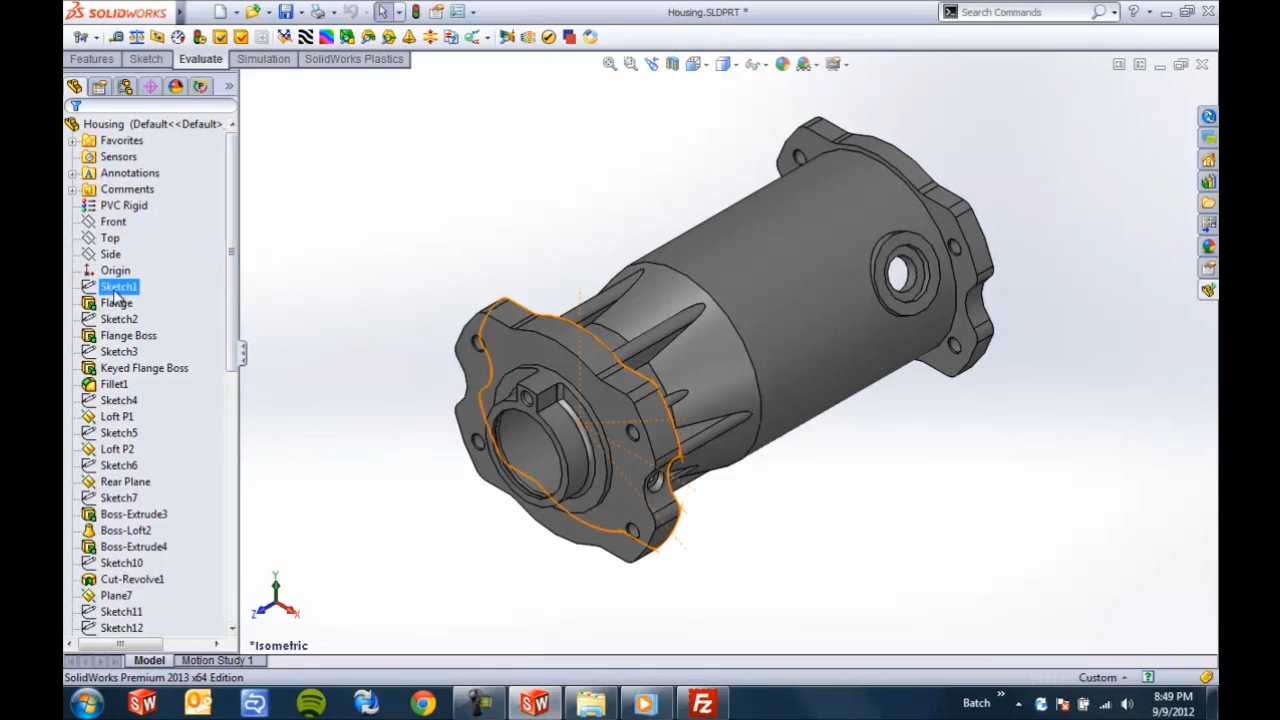 SOLIDWORKS
Housing.SLDPRT *
Search Commands
Features
Sketch
Evaluate
Simulation
SolidWorks Plastics
Housing (Default<<Default>
Favorites
Sensors
Annotations
Comments
PVC Rigid
Front
Top
Side
Origin
Sketch1
Flange
Sketch2
Flange Boss
Sketch3
Keyed Flange Boss
Fillet1
Sketch4
Loft P1
Sketch5
Loft P2
Sketch6
Rear Plane
Sketch7
Boss-Extrude3
Boss-Loft2
Boss-Extrude4
Sketch10
Cut-Revolve1
Plane7
Sketch11
Sketch12
Y
Z
X
*Isometric
Model
Motion Study 1
SolidWorks Premium 2013 x64 Edition
Custom
Batch
8:49 PM
9/9/2012